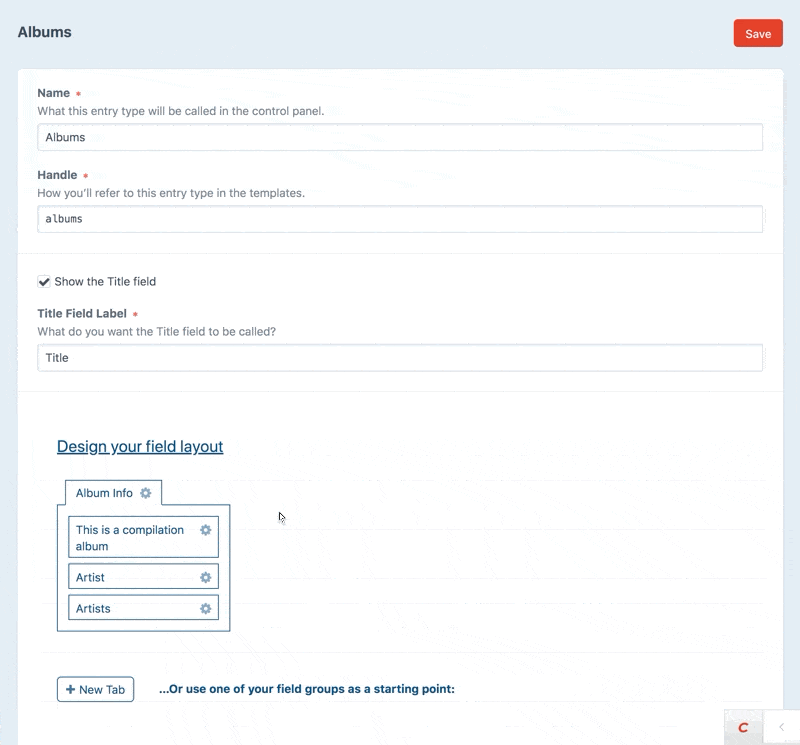 Albums
Save
Name *
What this entry type will be called in the control panel.
Albums
Handle *
How you’ll refer to this entry type in the templates.
albums
Show the Title field
Title Field Label *
What do you want the Title field to be called?
Title
Design your field layout
Album Info
This is a compilation
album
Artist
Artists
+ New Tab
...Or use one of your field groups as a starting point:
C